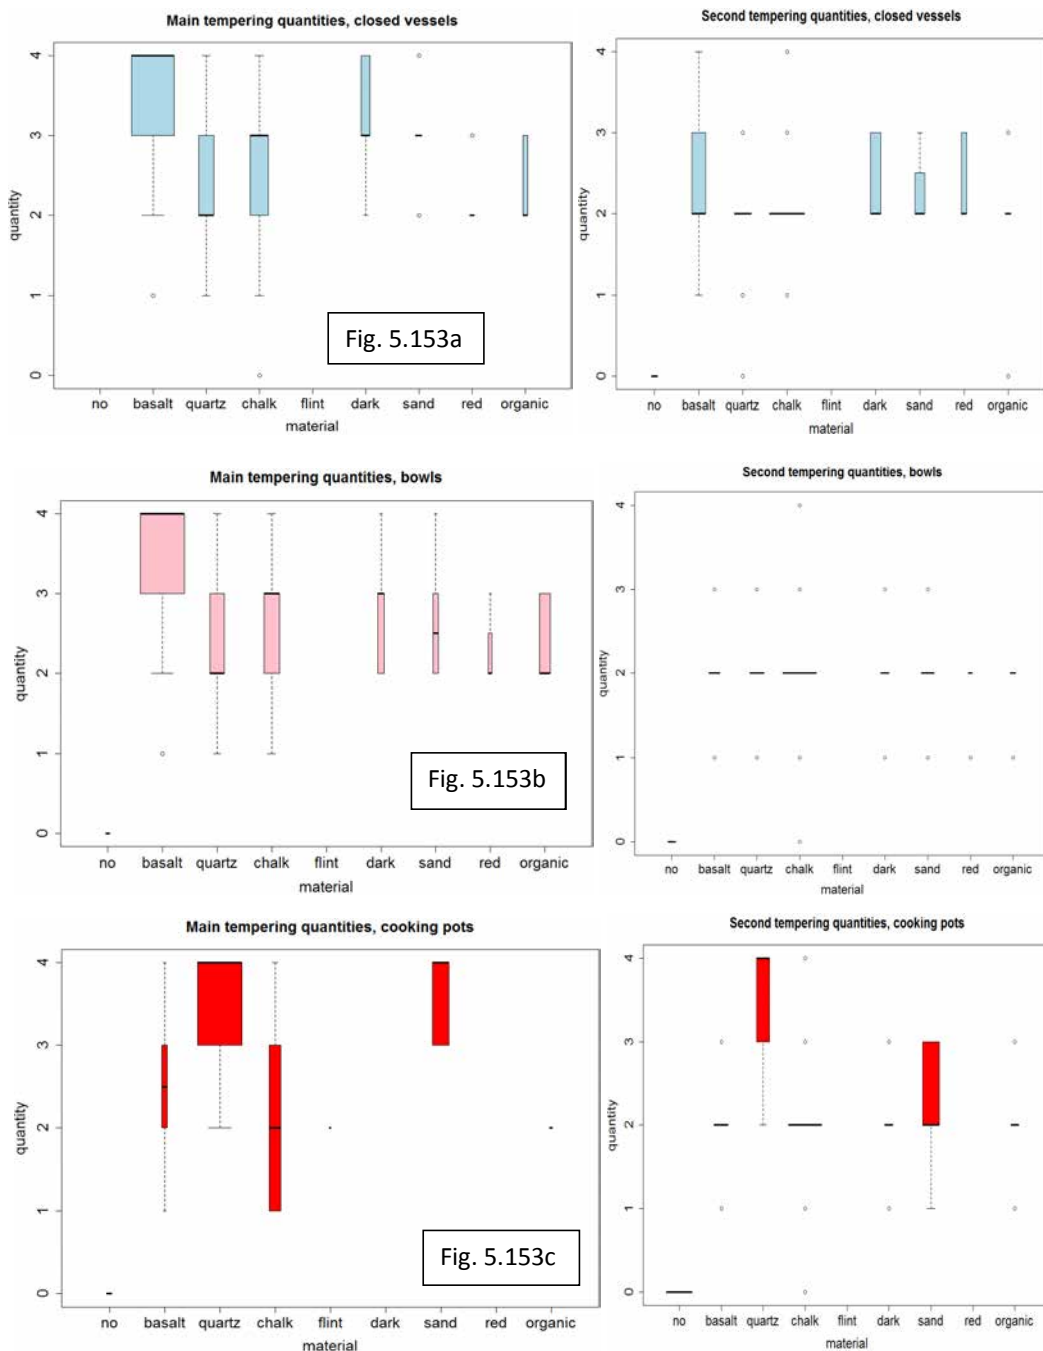 Main tempering quantities, closed vessels
quantity
4
3
2
1
0
no basalt quartz chalk flint dark sand red organic
material
Fig. 5.153a
Second tempering quantities, closed vessels
quantity
4
3
2
1
0
no basalt quartz chalk flint dark sand red organic
material
Main tempering quantities, bowls
quantity
4
3
2
1
0
no basalt quartz chalk flint dark sand red organic
material
Fig. 5.153b
Second tempering quantities, bowls
quantity
4
3
2
1
0
no basalt quartz chalk flint dark sand red organic
material
Main tempering quantities, cooking pots
quantity
4
3
2
1
0
no basalt quartz chalk flint dark sand red organic
material
Fig. 5.153c
Second tempering quantities, cooking pots
quantity
4
3
2
1
0
no basalt quartz chalk flint dark sand red organic
material